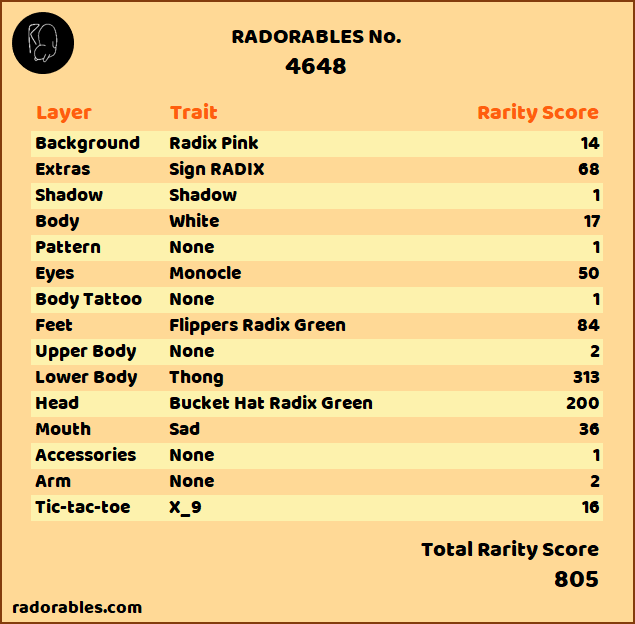 RADORABLES No.
4648
Layer Trait Rarity Score
Background Radix Pink 14
Extras Sign RADIX 68
Shadow Shadow 1
Body White 17
Pattern None 1
Eyes Monocle 50
Body Tattoo None 1
Feet Flippers Radix Green 84
Upper Body None 2
Lower Body Thong 313
Head Bucket Hat Radix Green 200
Mouth Sad 36
Accessories None 1
Arm None 2
Tic-tac-toe X_9 16
Total Rarity Score
805
radorables.com